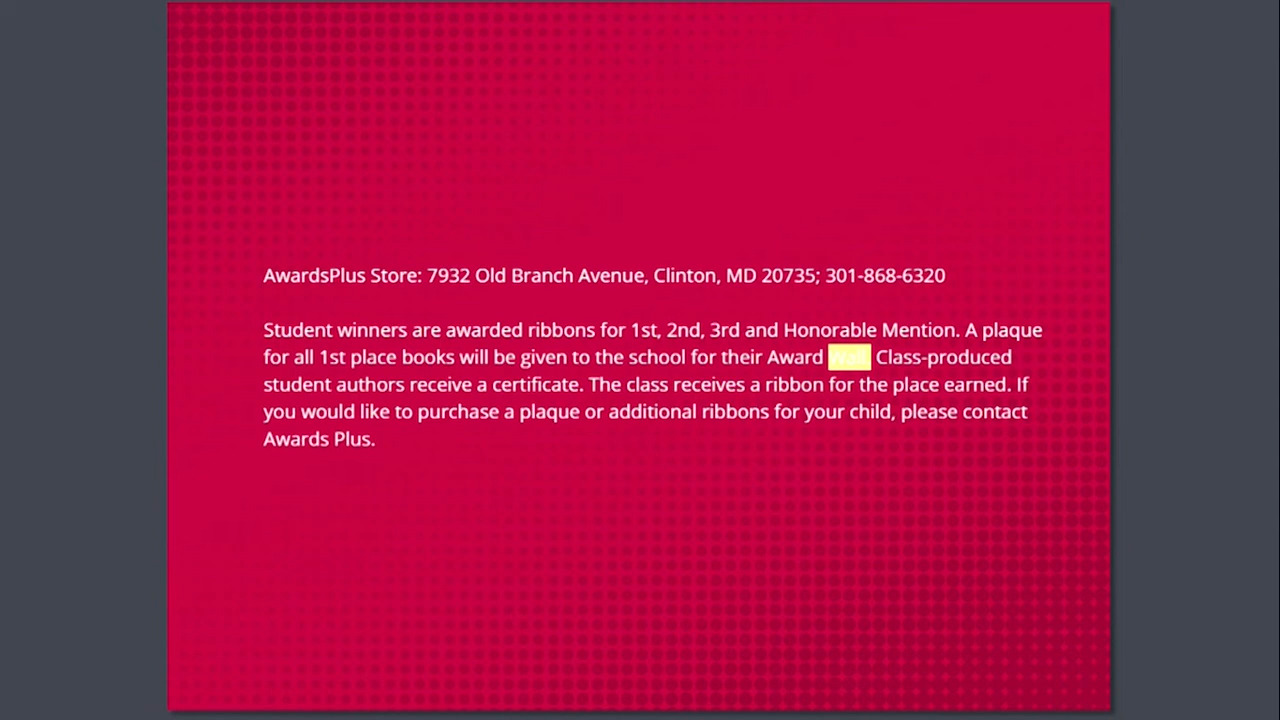 AwardsPlus Store: 7932 Old Branch Avenue, Clinton, MD 20735; 301-868-6320
Student winners are awarded ribbons for 1st, 2nd, 3rd and Honorable Mention. A plaque
for all 1st place books will be given to the school for their Award Wall. Class-produced
student authors receive a certificate. The class receives a ribbon for the place earned. If
you would like to purchase a plaque or additional ribbons for your child, please contact
Awards Plus.